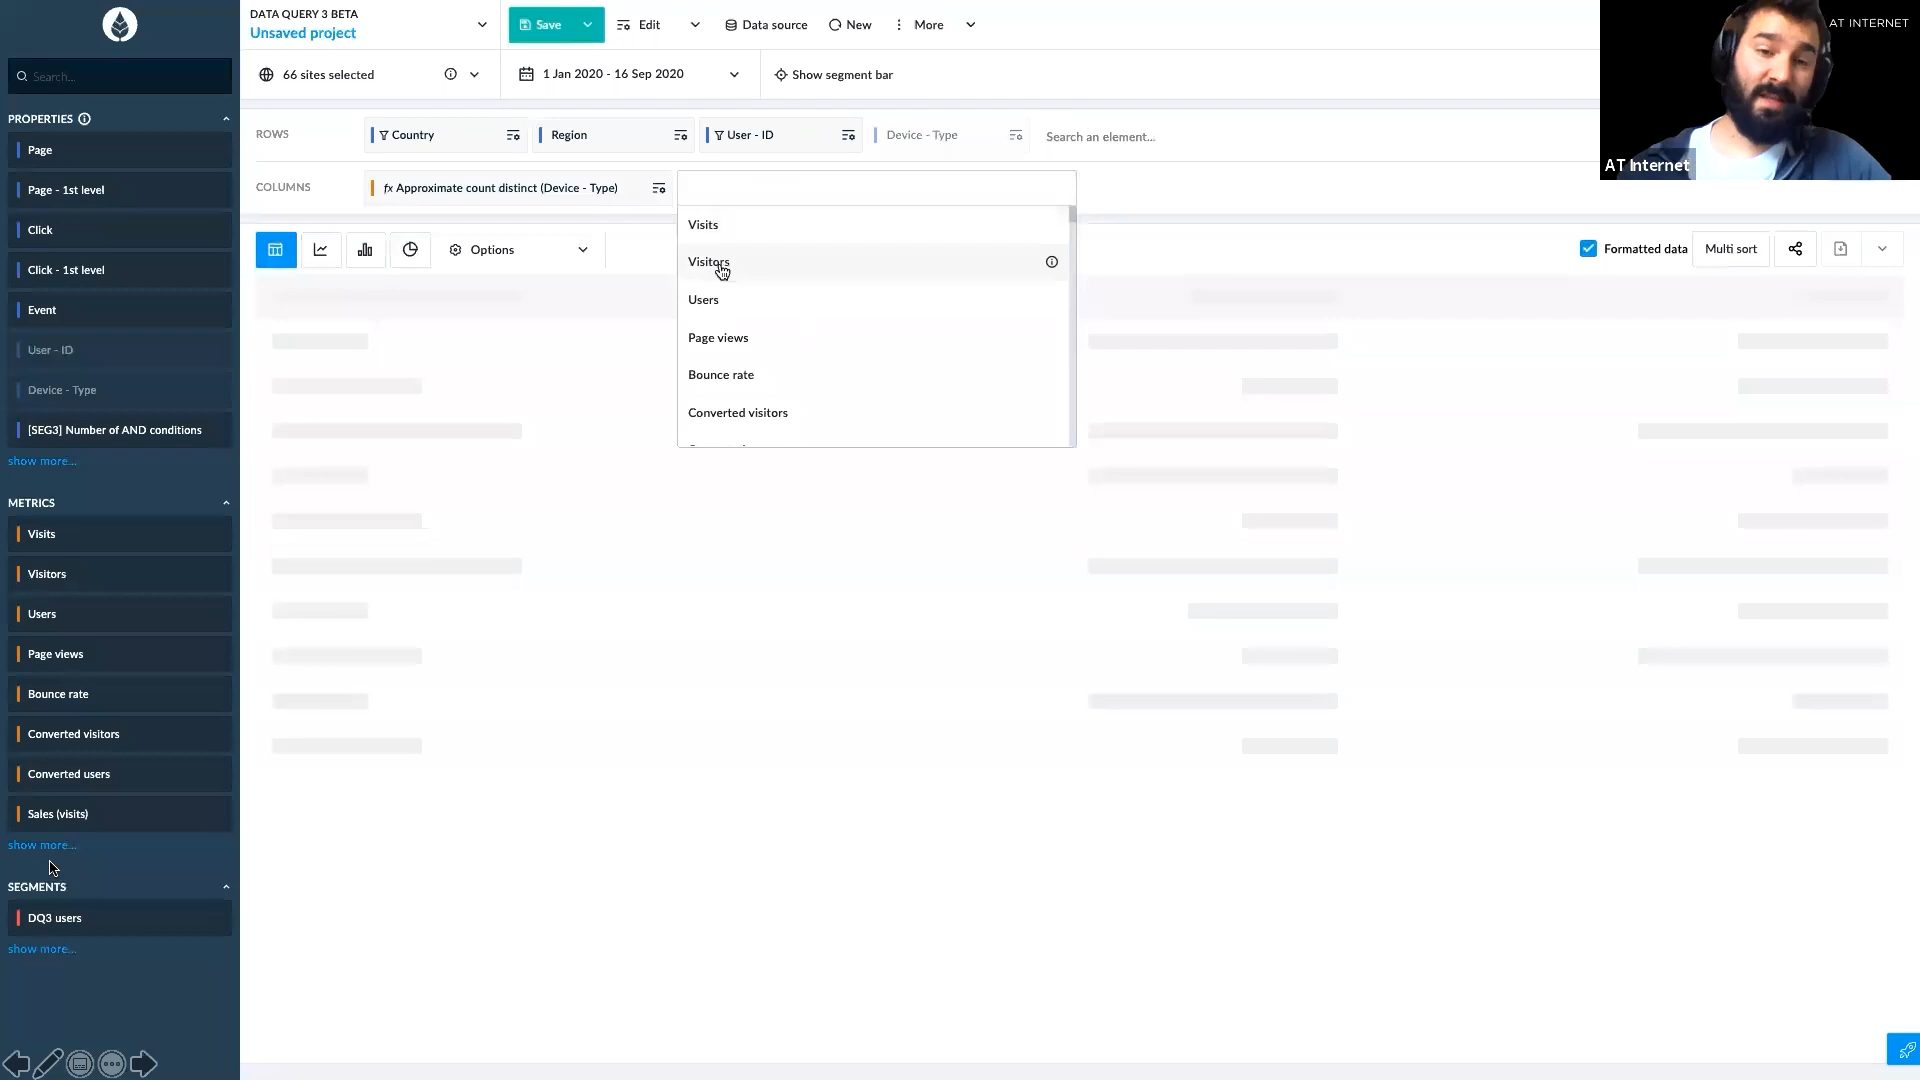 DATA QUERY 3 BETA
Unsaved project
Save
Edit
Data source
New
More
AT INTERNET
Search...
66 sites selected
1 Jan 2020 - 16 Sep 2020
Show segment bar
PROPERTIES
ROWS
Country
Region
User - ID
Device - Type
Search an element...
AT Internet
COLUMNS
fx Approximate count distinct (Device - Type)
Page
Page - 1st level
Click
Click - 1st level
Event
User - ID
Device - Type
[SEG3] Number of AND conditions
show more...
Visits
Visitors
Users
Page views
Bounce rate
Converted visitors
Options
Formatted data
Multi sort
METRICS
Visits
Visitors
Users
Page views
Bounce rate
Converted visitors
Converted users
Sales (visits)
show more...
SEGMENTS
DQ3 users
show more...